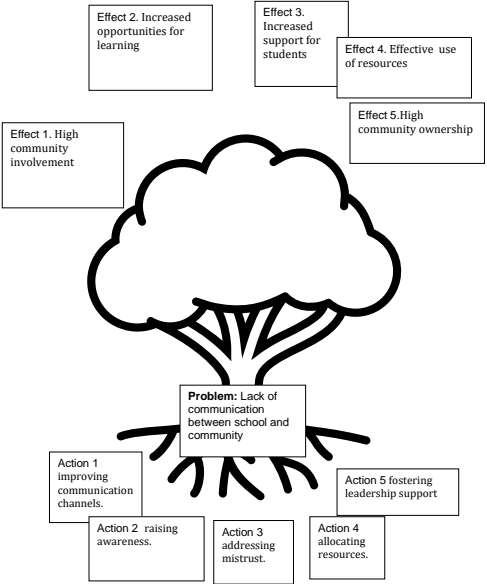 Effect 2. Increased
opportunities for
learning
Effect 3.
Increased
support for
students
Effect 4. Effective use
of resources
Effect 5.High
community ownership
Effect 1. High
community
involvement
Problem: Lack of
communication
between school and
community
Action 1
improving
communication
channels.
Action 2 raising
awareness.
Action 3
addressing
mistrust.
Action 4
allocating
resources.
Action 5 fostering
leadership support